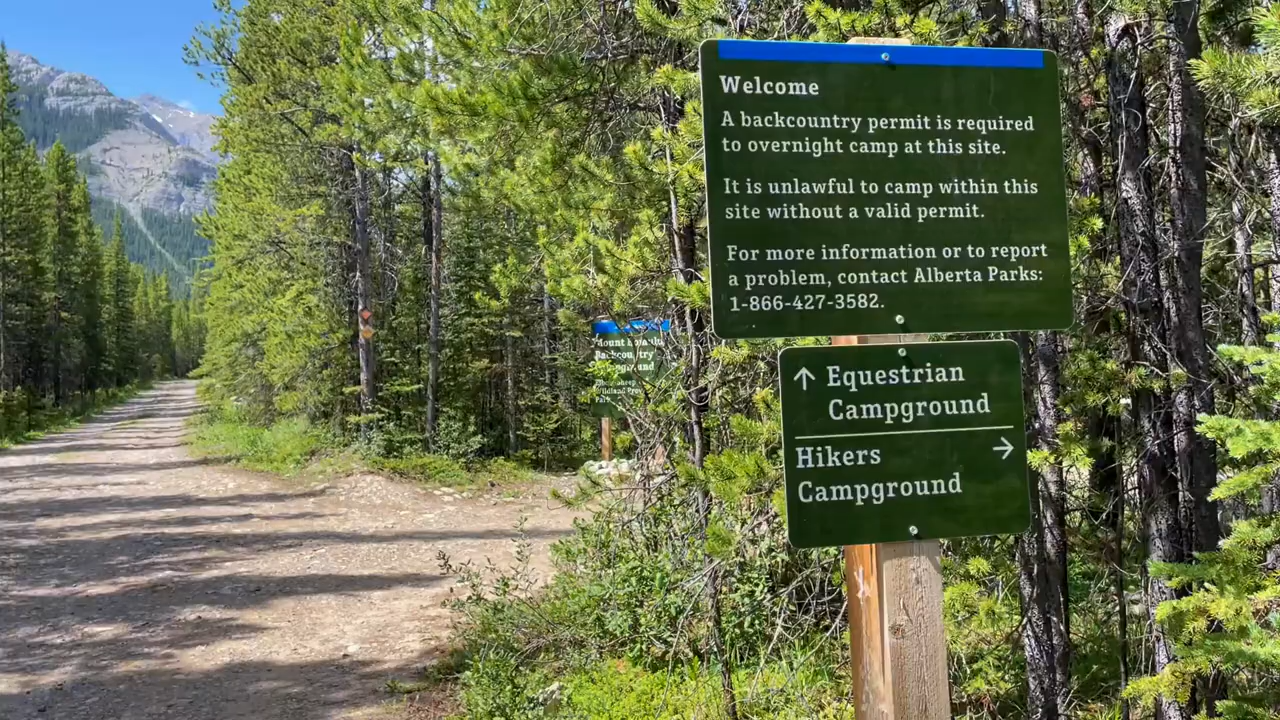 Welcome
A backcountry permit is required
to overnight camp at this site.
It is unlawful to camp within this
site without a valid permit.
For more information or to report
a problem, contact Alberta Parks:
1-866-427-3582.
↑ Equestrian
Campground
Hikers →
Campground
Mount
Backcountry